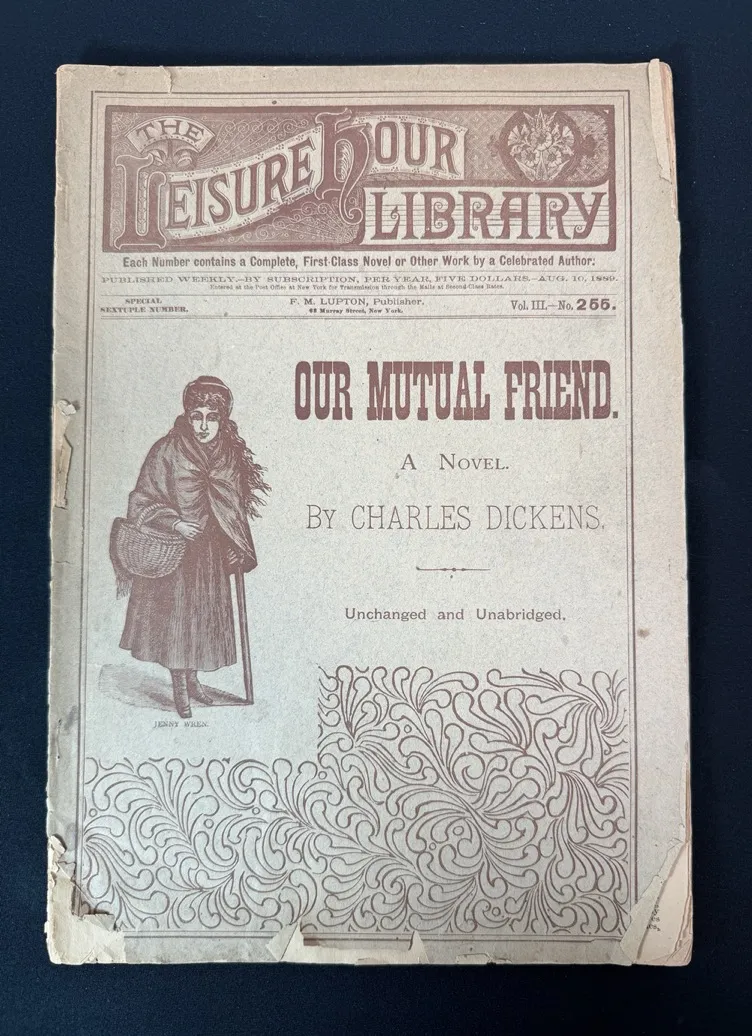 THE
LEISURE HOUR
LIBRARY
Each Number contains a Complete, First-Class Novel or Other Work by a Celebrated Author.
PUBLISHED WEEKLY.—BY SUBSCRIPTION, PER YEAR, FIVE DOLLARS.—AUG. 10, 1889.
Entered at the Post Office at New York for Transmission through the Mails at Second-Class Rates.
SPECIAL
SEXTUPLE NUMBER.
F. M. LUPTON, Publisher.
63 Murray Street, New York.
Vol. III.—No. 255.
OUR MUTUAL FRIEND.
A NOVEL.
BY CHARLES DICKENS.
Unchanged and Unabridged.
JENNY WREN.